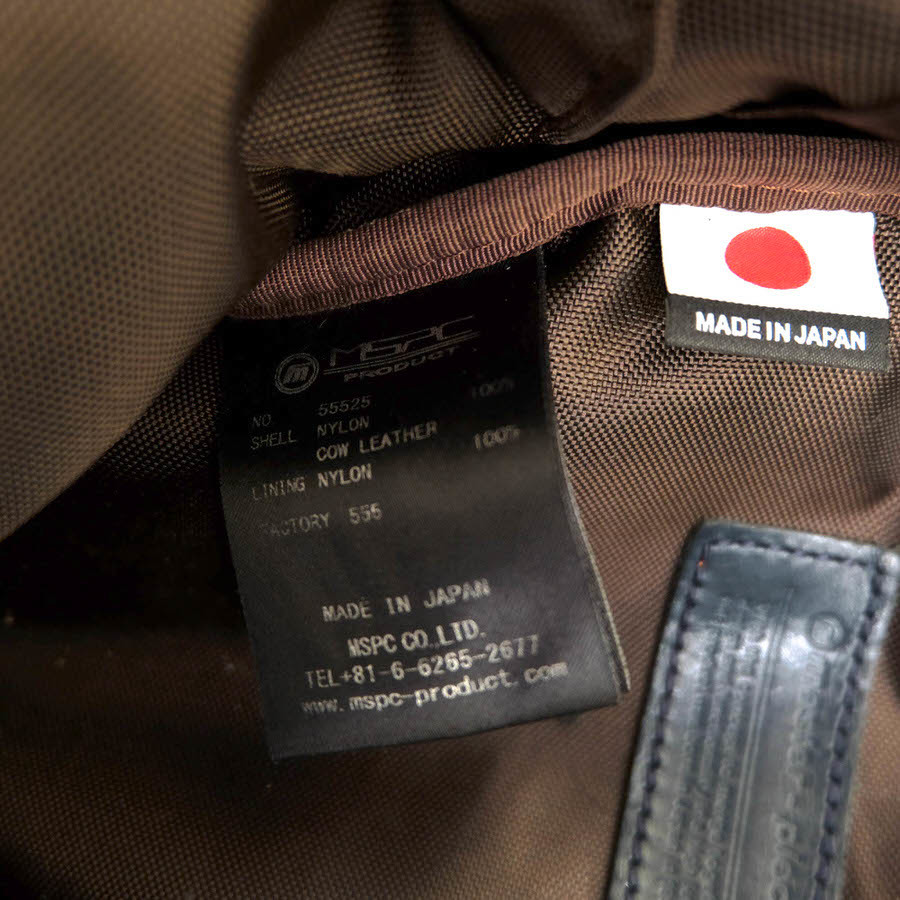 m MSPC
PRODUCT
NO 55525
SHELL NYLON 100%
COW LEATHER
LINING NYLON 100%
FACTORY 555
MADE IN JAPAN
MSPC CO.,LTD.
TEL+81-6-6265-2677
www.mspc-product.com
MADE IN JAPAN